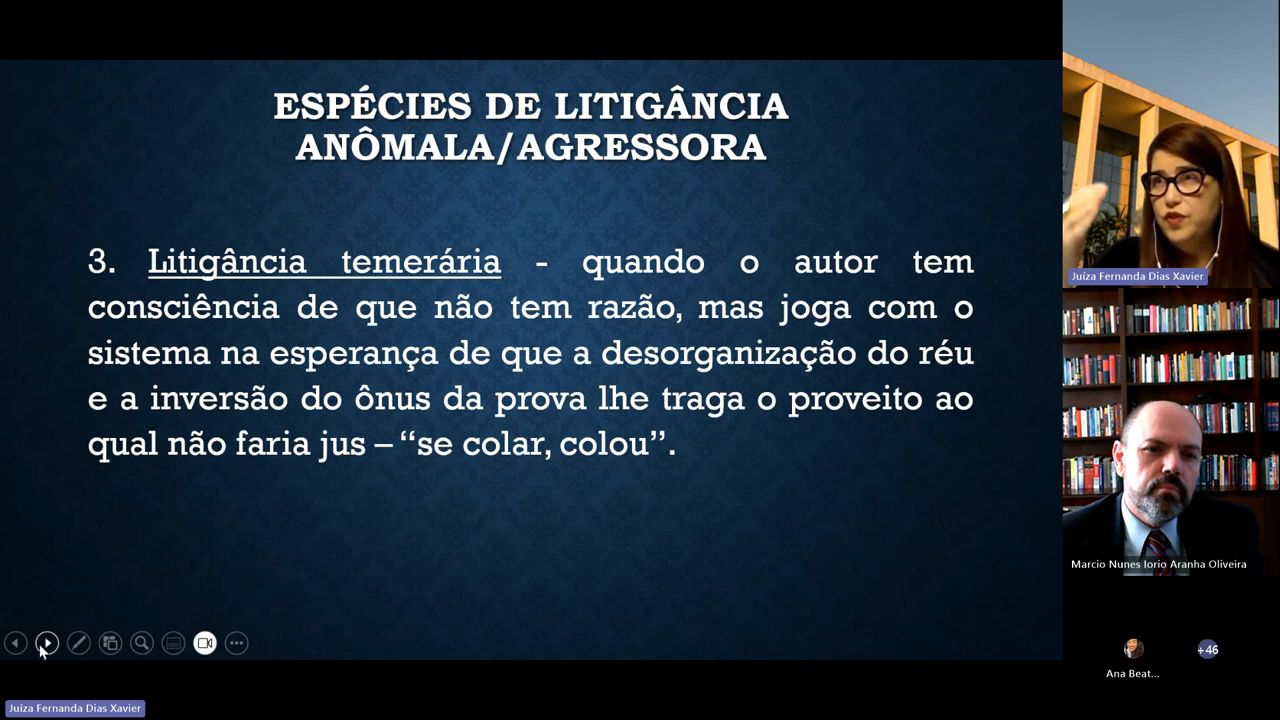 ESPÉCIES DE LITIGÂNCIA
ANÔMALA/AGRESSORA
3. Litigância temerária - quando o autor tem
consciência de que não tem razão, mas joga com o
sistema na esperança de que a desorganização do réu
e a inversão do ônus da prova lhe traga o proveito ao
qual não faria jus – “se colar, colou”.
Juíza Fernanda Dias Xavier
Marcio Nunes Iorio Aranha Oliveira
Ana Beat...
+46
Juíza Fernanda Dias Xavier